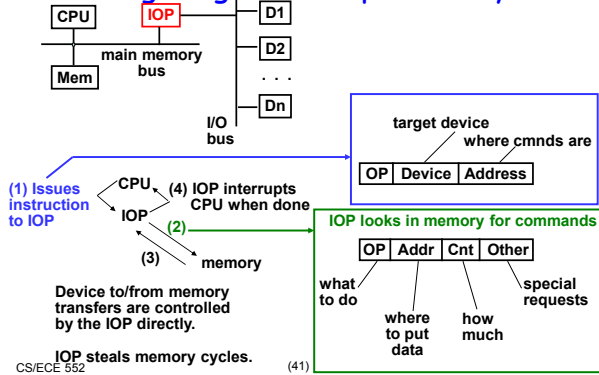 CPU
IOP
D1
main memory
bus
D2
Mem
. . .
Dn
I/O
bus
target device
where cmnds are
OP Device Address
(1) Issues
instruction
to IOP
CPU
IOP
(4) IOP interrupts
CPU when done
(2)
(3)
memory
IOP looks in memory for commands
OP Addr Cnt Other
what
to do
where
to put
data
how
much
special
requests
Device to/from memory
transfers are controlled
by the IOP directly.
IOP steals memory cycles.
CS/ECE 552
(41)